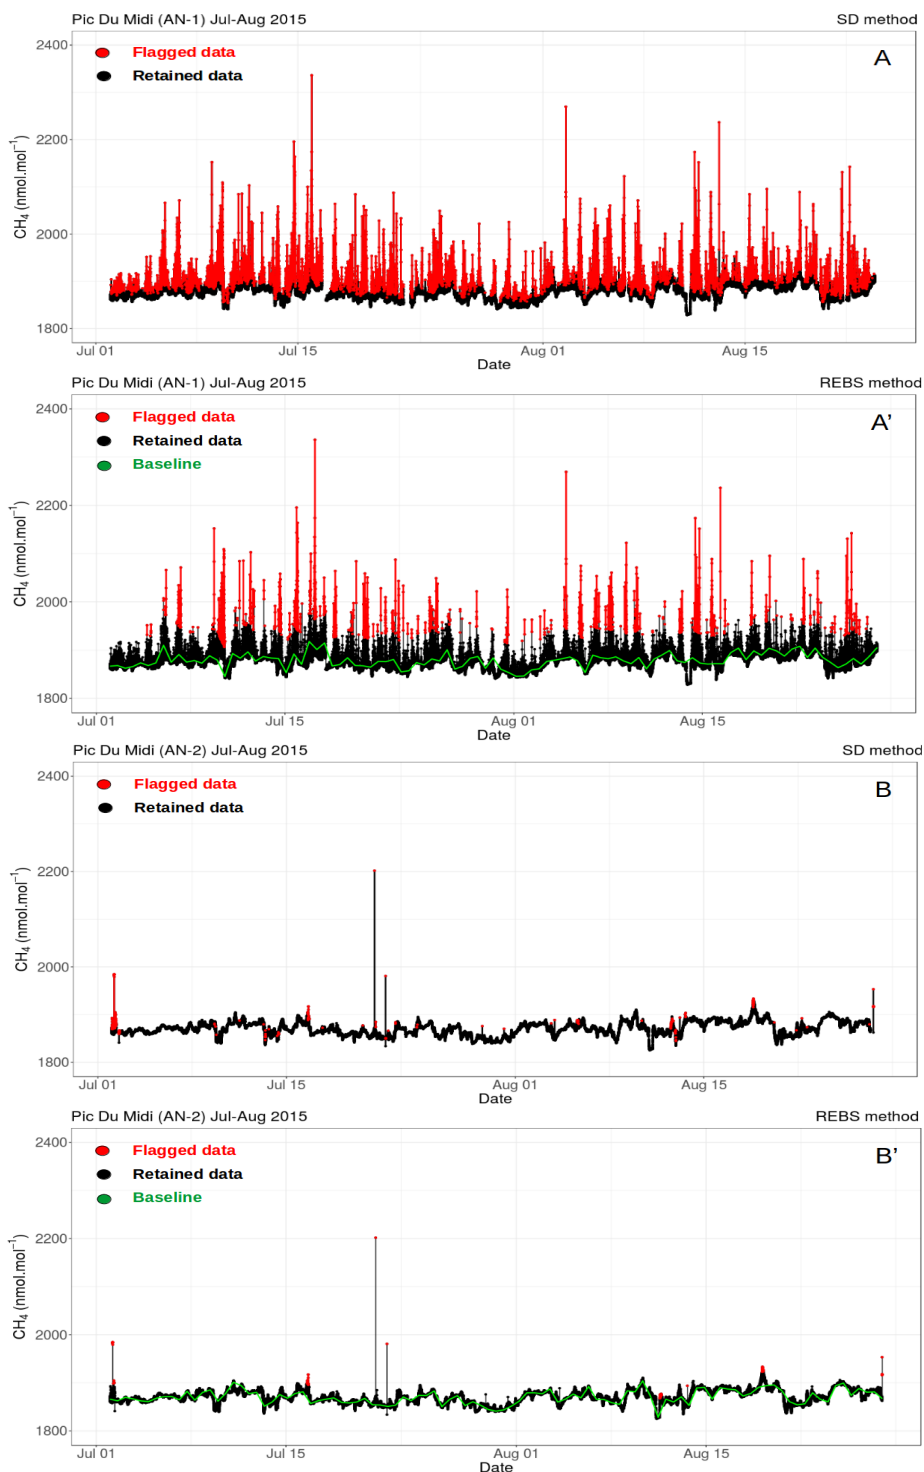 Pic Du Midi (AN-1) Jul-Aug 2015 SD method
A
Flagged data
Retained data
2400
2200
2000
1800
CH₄ (nmol.mol⁻¹)
Jul 01 Jul 15 Aug 01 Aug 15
Date
Pic Du Midi (AN-1) Jul-Aug 2015 REBS method
A’
Flagged data
Retained data
Baseline
2400
2200
2000
1800
CH₄ (nmol.mol⁻¹)
Jul 01 Jul 15 Aug 01 Aug 15
Date
Pic Du Midi (AN-2) Jul-Aug 2015 SD method
B
Flagged data
Retained data
2400
2200
2000
1800
CH₄ (nmol.mol⁻¹)
Jul 01 Jul 15 Aug 01 Aug 15
Date
Pic Du Midi (AN-2) Jul-Aug 2015 REBS method
B’
Flagged data
Retained data
Baseline
2400
2200
2000
1800
CH₄ (nmol.mol⁻¹)
Jul 01 Jul 15 Aug 01 Aug 15
Date